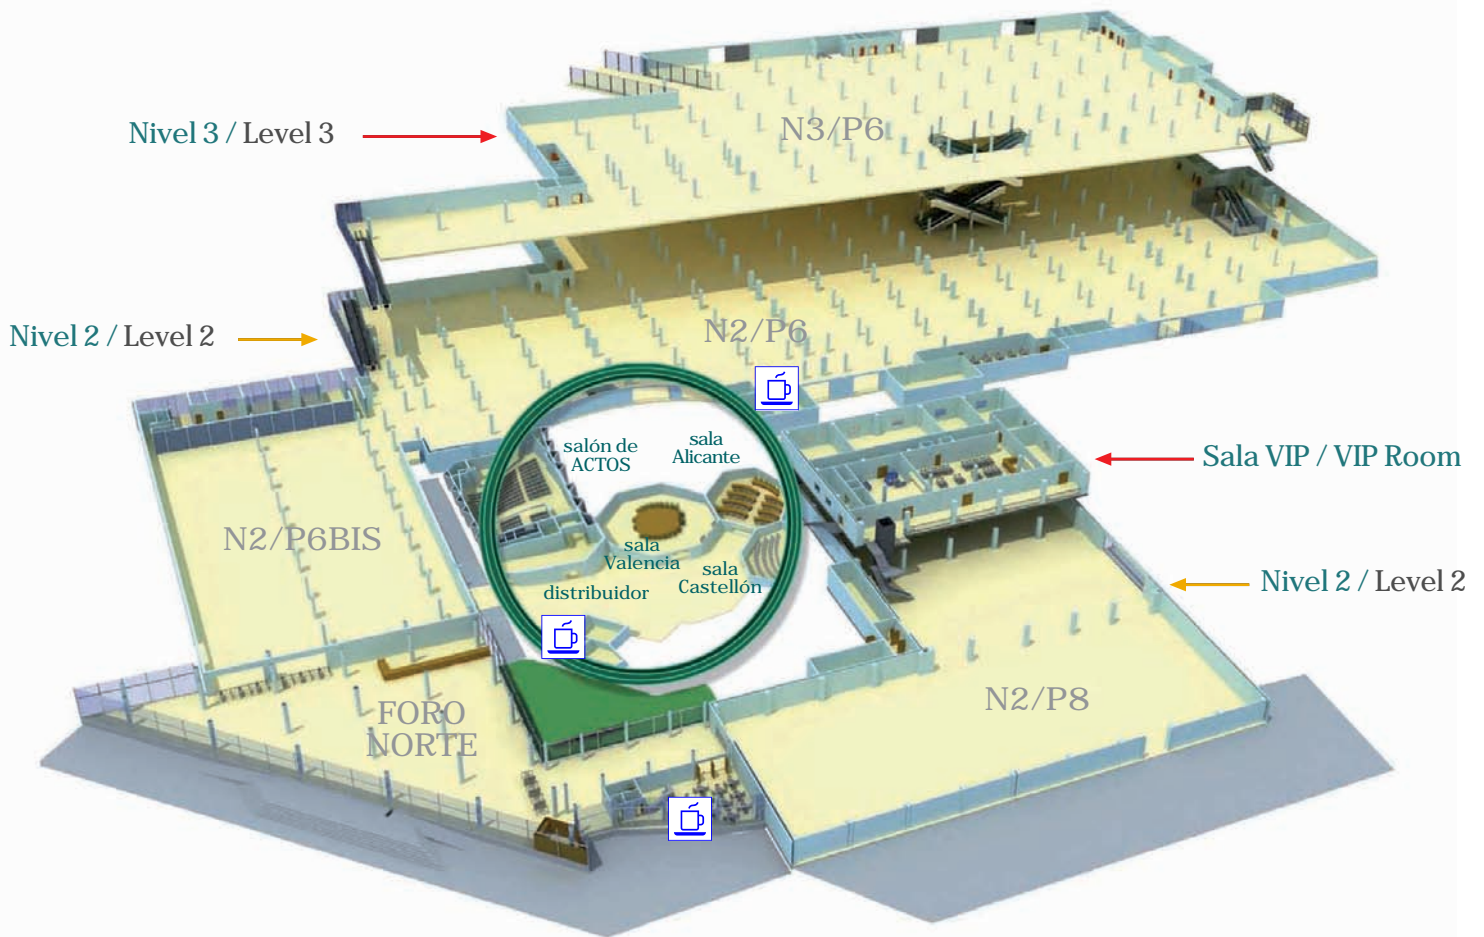 N3/P6
Nivel 3 / Level 3
N2/P6
Nivel 2 / Level 2
salón de
ACTOS
sala
Alicante
Sala VIP / VIP Room
N2/P6BIS
sala
Valencia
sala
Castellón
distribuidor
Nivel 2 / Level 2
N2/P8
FORO
NORTE